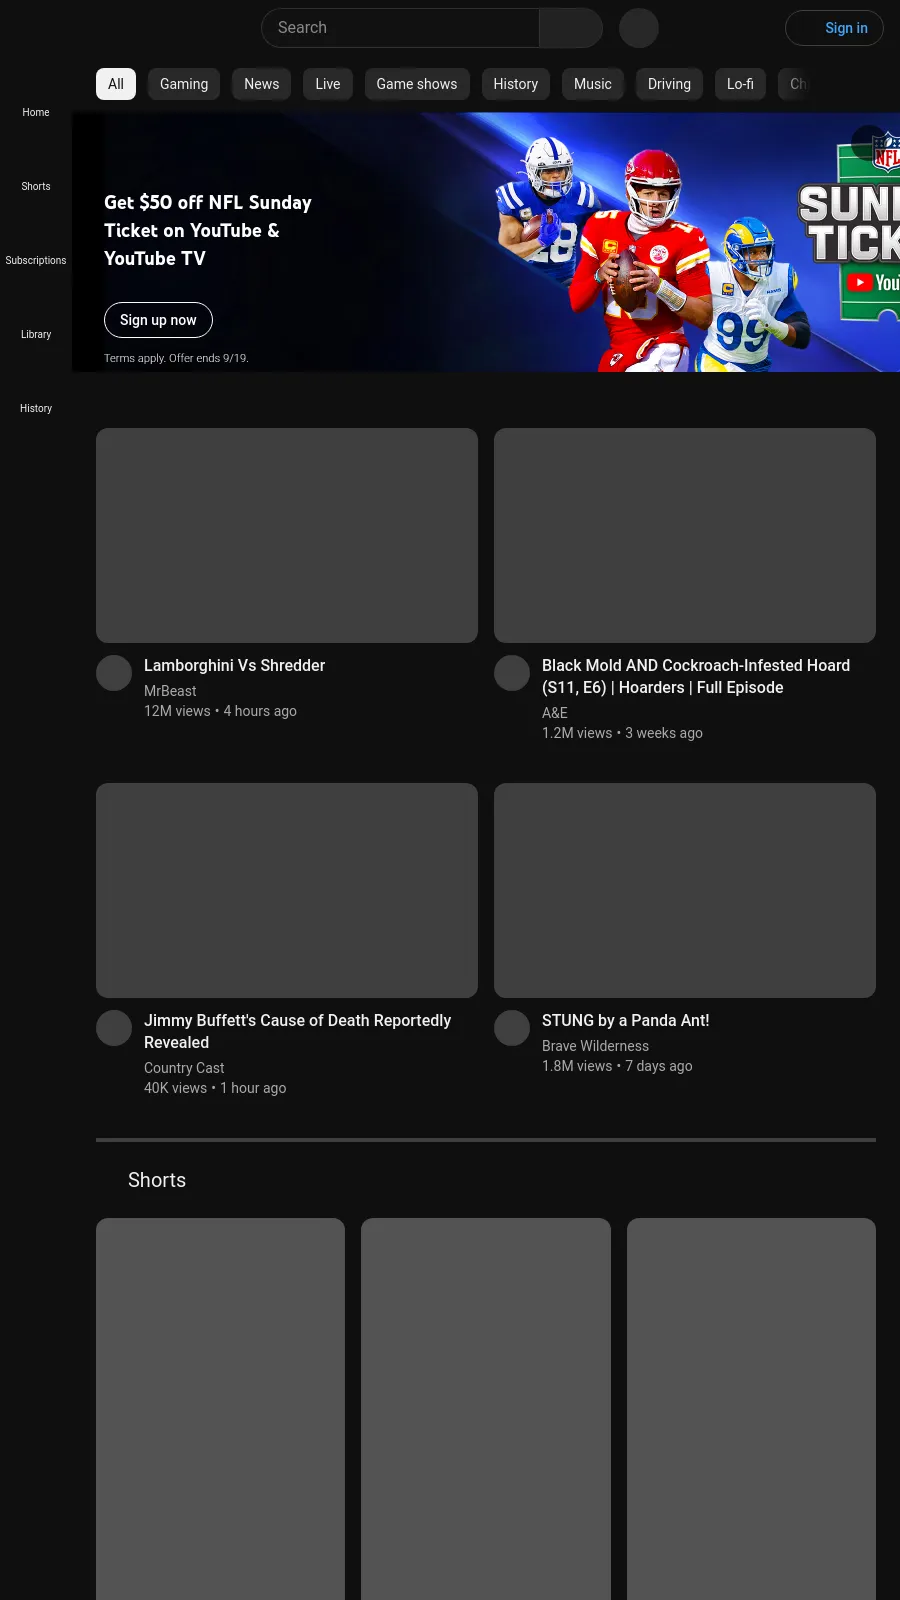 Search
Sign in
All
Gaming
News
Live
Game shows
History
Music
Driving
Lo-fi
Home
Shorts
Subscriptions
Library
History
Get $50 off NFL Sunday
Ticket on YouTube &
YouTube TV
Sign up now
Terms apply. Offer ends 9/19.
28
15
99
NFL
Lamborghini Vs Shredder
MrBeast
12M views • 4 hours ago
Black Mold AND Cockroach-Infested Hoard
(S11, E6) | Hoarders | Full Episode
A&E
1.2M views • 3 weeks ago
Jimmy Buffett's Cause of Death Reportedly
Revealed
Country Cast
40K views • 1 hour ago
STUNG by a Panda Ant!
Brave Wilderness
1.8M views • 7 days ago
Shorts